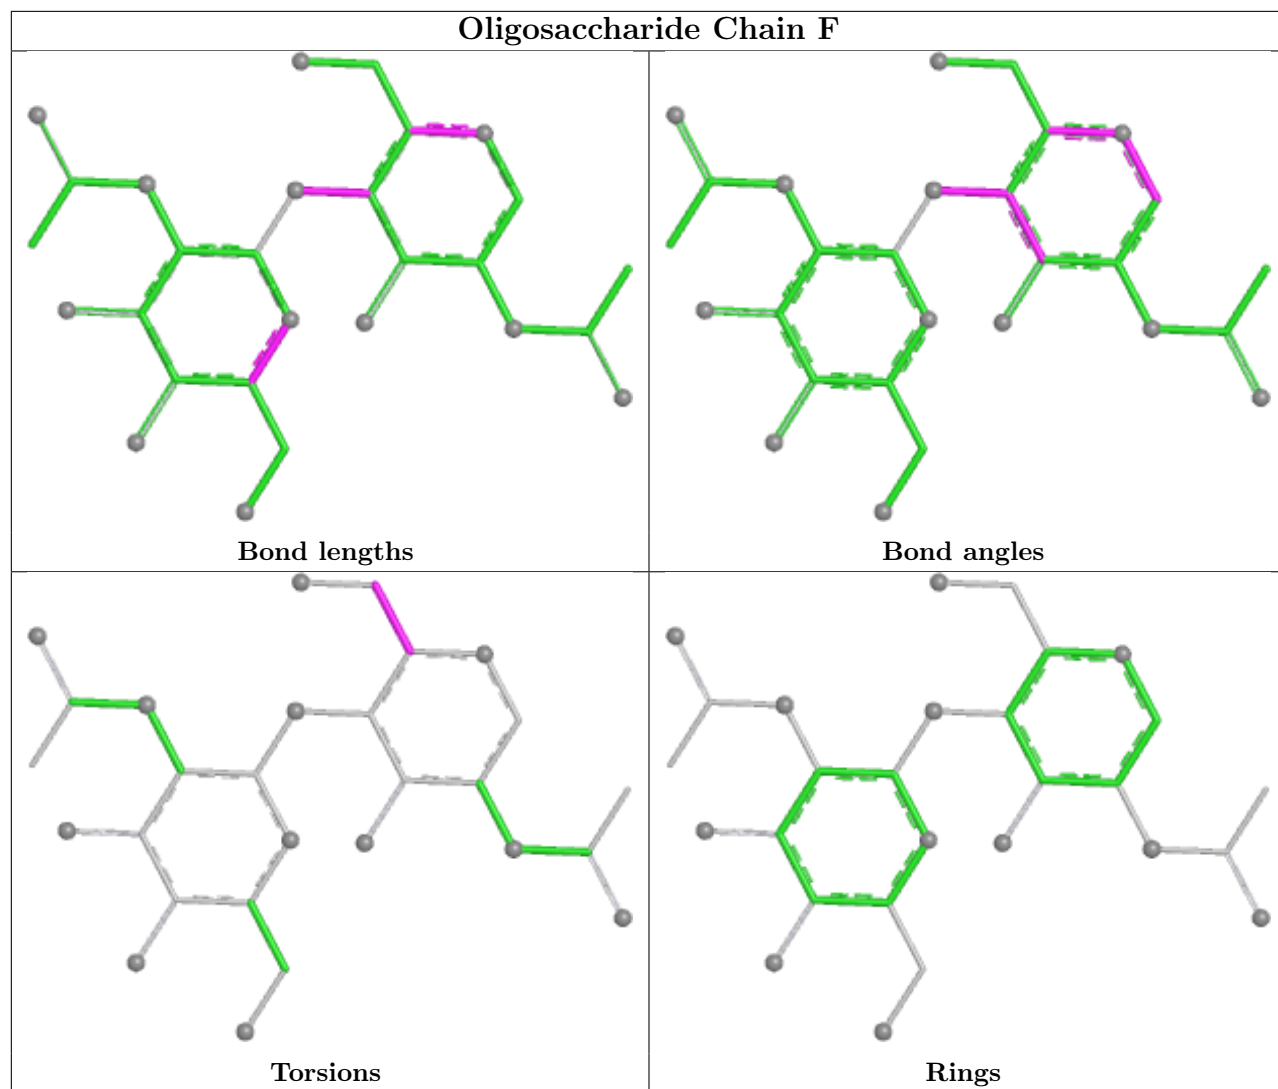 Oligosaccharide Chain F
Bond lengths
Bond angles
Torsions
Rings